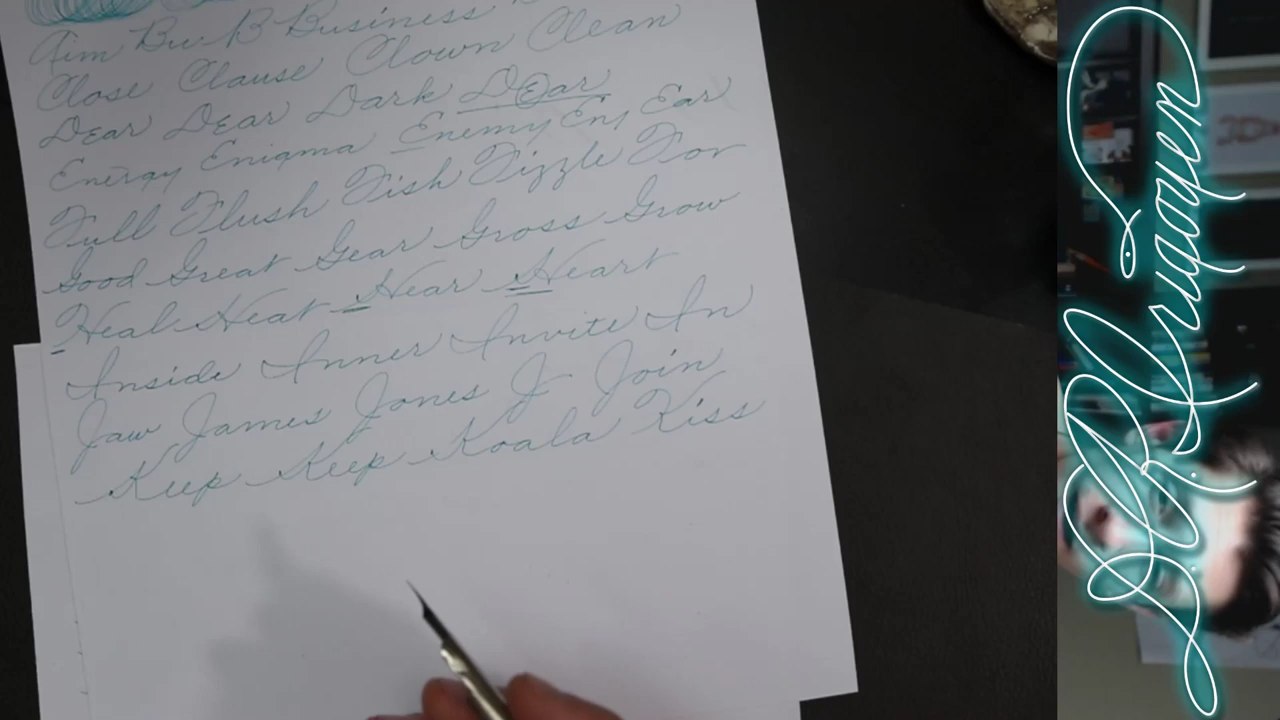 Aim Bu B Business B
Close Clause Clown Clean
Dear Dear Dark Dear
Energy Enigma Enemy Eny Ear
Full Flush Fish Fizzle For
Good Great Gear Gross Grow
Heal Heat Hear Heart
Inside Inner Invite In
Jaw James Jones J Join
Keep Keep Koala Kiss